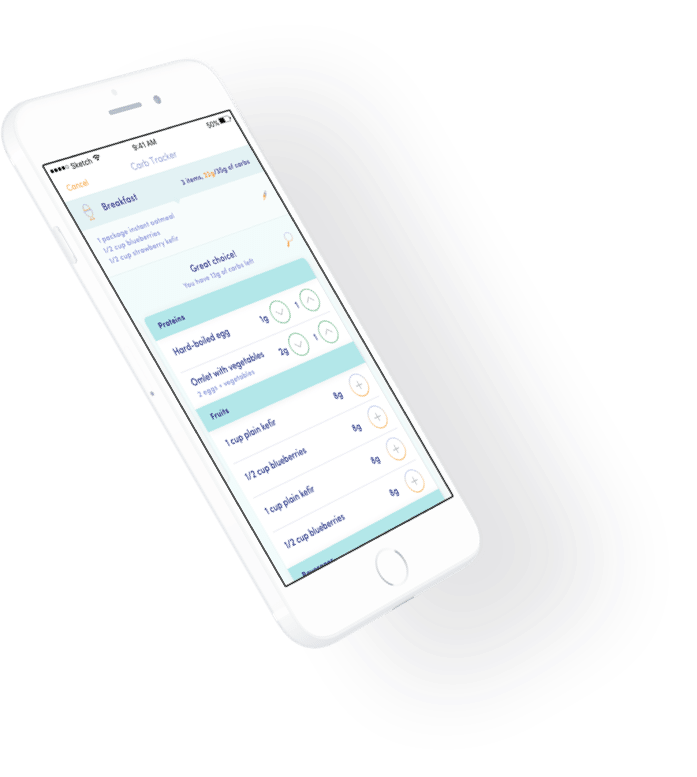 Sketch 9:41 AM 50%
Cancel Carb Tracker
Breakfast 3 items, 23g/35g of carbs
1 package instant oatmeal
1/2 cup blueberries
1/2 cup strawberry kefir
Great choice!
You have 13g of carbs left
Proteins
Hard-boiled egg 1g 1
Omlet with vegetables 2g 1
2 eggs + vegetables
Fruits
1 cup plain kefir 8g
1/2 cup blueberries 8g
1 cup plain kefir 8g
1/2 cup blueberries 8g
Beverages